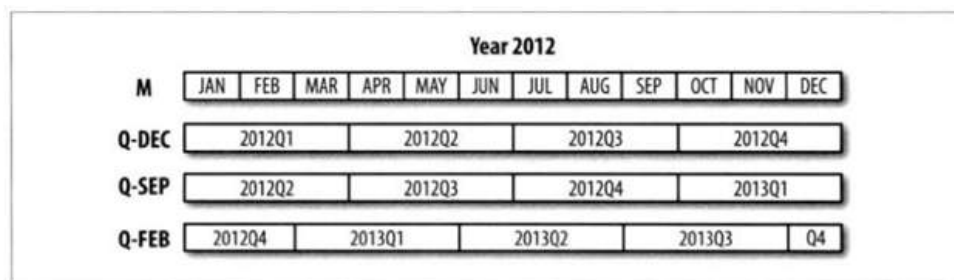 Year 2012
M JAN FEB MAR APR MAY JUN JUL AUG SEP OCT NOV DEC
Q-DEC 2012Q1 2012Q2 2012Q3 2012Q4
Q-SEP 2012Q2 2012Q3 2012Q4 2013Q1
Q-FEB 2012Q4 2013Q1 2013Q2 2013Q3 Q4